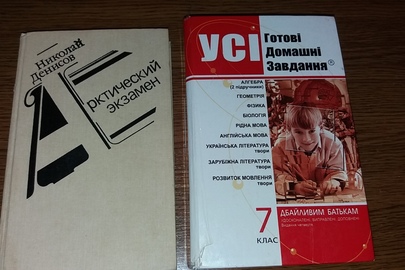 Николай
Денисов
Арктический
экзамен
УСІ
Готові
Домашні
Завдання®
АЛГЕБРА
(2 підручники)
ГЕОМЕТРІЯ
ФІЗИКА
БІОЛОГІЯ
РІДНА МОВА
АНГЛІЙСЬКА МОВА
УКРАЇНСЬКА ЛІТЕРАТУРА
твори
ЗАРУБІЖНА ЛІТЕРАТУРА
твори
РОЗВИТОК МОВЛЕННЯ
твори
7
КЛАС
ДБАЙЛИВИМ БАТЬКАМ